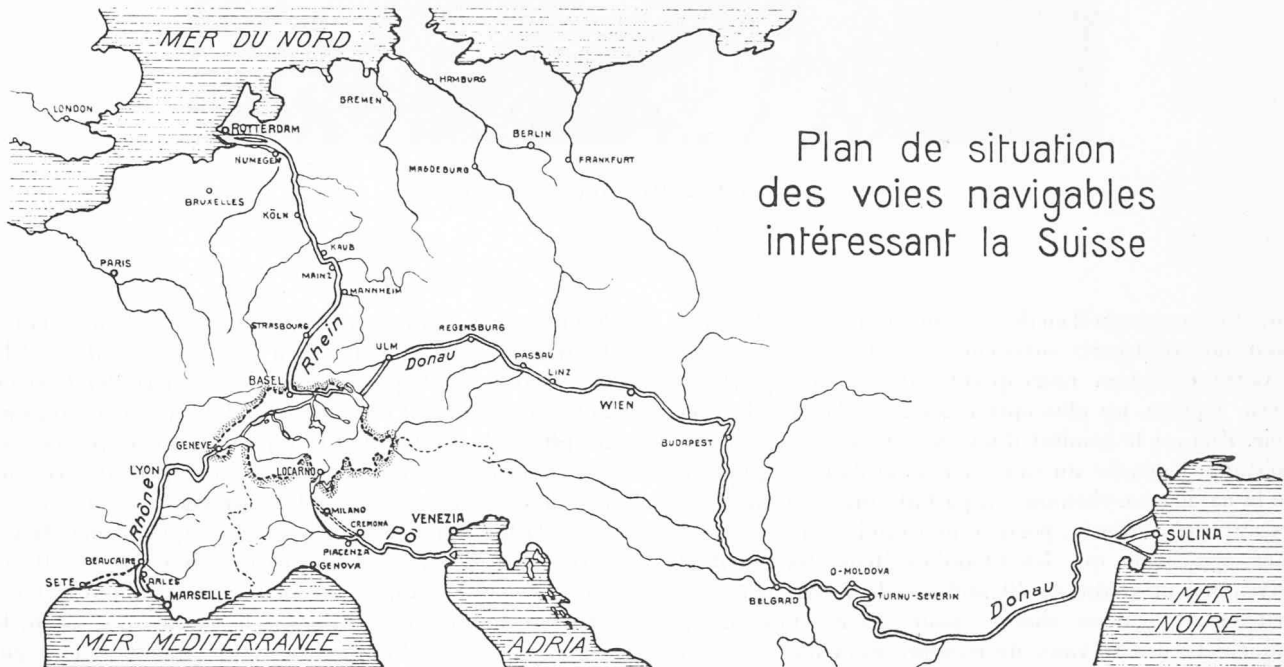 MER DU NORD
HAMBURG
BREMEN
LONDON
ROTTERDAM
BERLIN
NUMEGEN
MAGDEBURG
FRANKFURT
Plan de situation
des voies navigables
intéressant la Suisse
BRUXELLES
KÖLN
KAUB
PARIS
MAINZ
MANNHEIM
STRASBOURG
Rhein
REGENSBURG
ULM
Donau
PASSAU
LINZ
BASEL
WIEN
BUDAPEST
GENEVE
LYON
LOCARNO
Rhône
MILANO
CREMONA
Pô
VENEZIA
PIACENZA
GENOVA
BEAUCAIRE
SETE
ARLES
MARSEILLE
SULINA
O-MOLDOVA
TURNU-SEVERIN
BELGRAD
Donau
MER
NOIRE
MER MEDITERRANEE
ADRIA